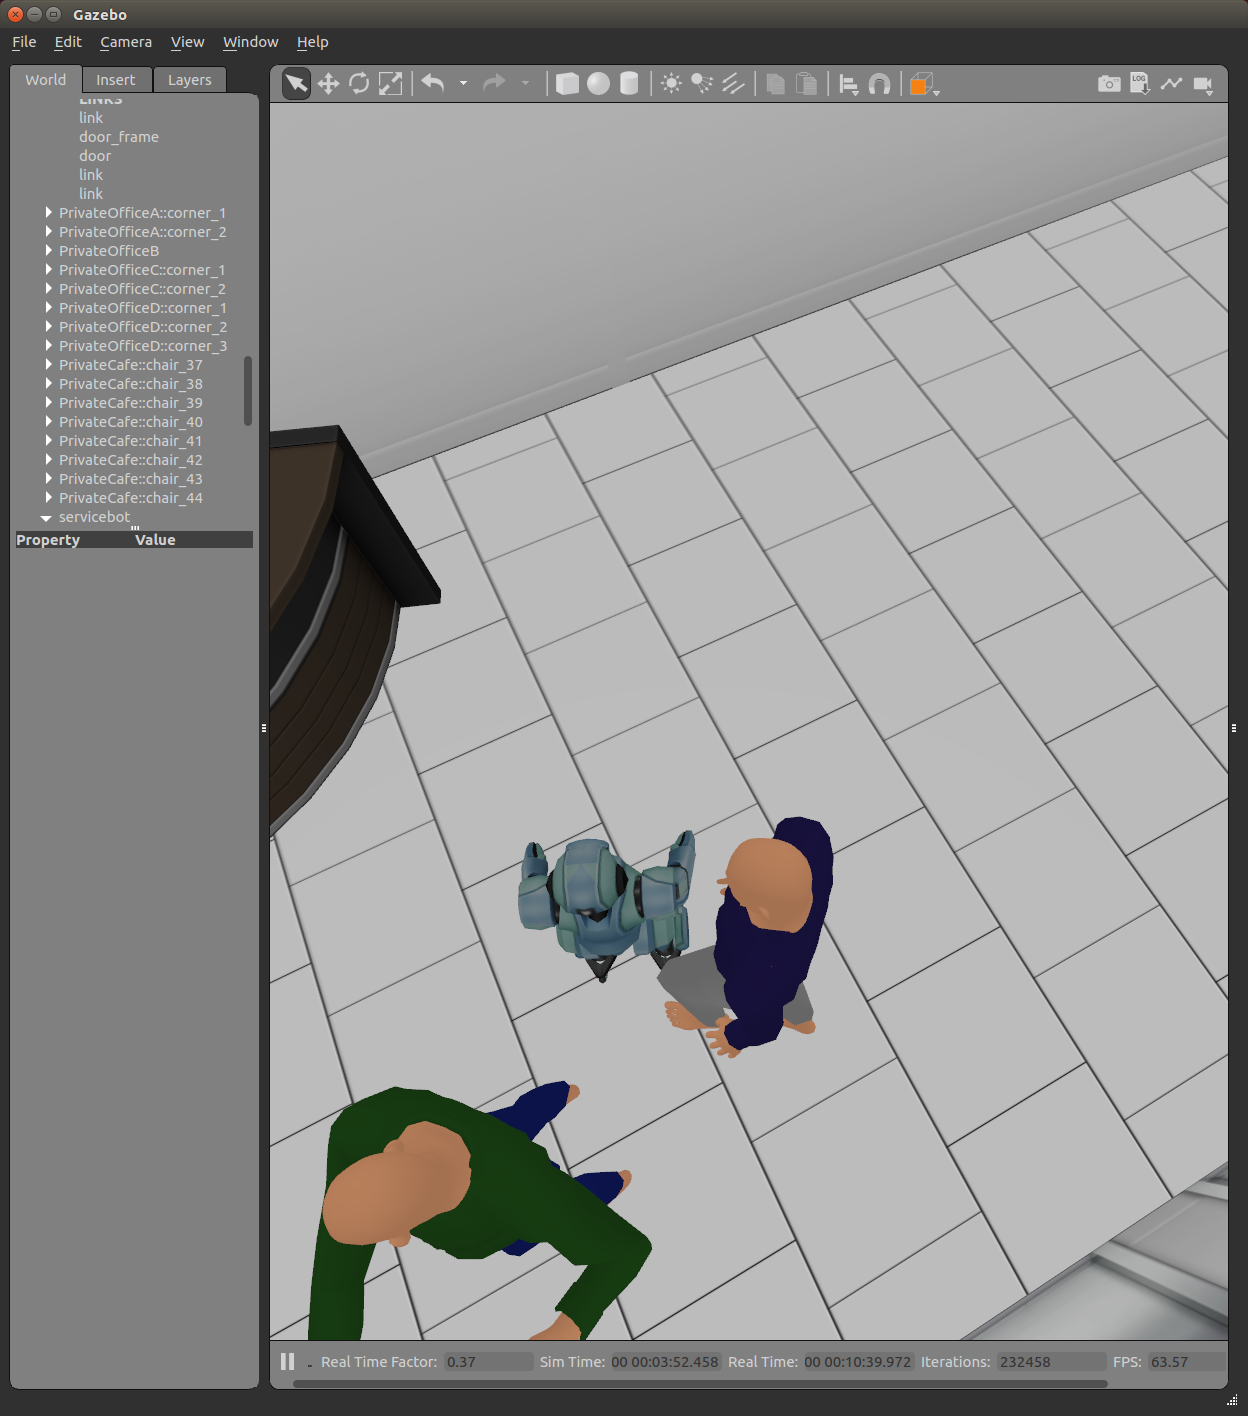 Gazebo
File Edit Camera View Window Help
World Insert Layers
LINKS
link
door_frame
door
link
link
PrivateOfficeA::corner_1
PrivateOfficeA::corner_2
PrivateOfficeB
PrivateOfficeC::corner_1
PrivateOfficeC::corner_2
PrivateOfficeD::corner_1
PrivateOfficeD::corner_2
PrivateOfficeD::corner_3
PrivateCafe::chair_37
PrivateCafe::chair_38
PrivateCafe::chair_39
PrivateCafe::chair_40
PrivateCafe::chair_41
PrivateCafe::chair_42
PrivateCafe::chair_43
PrivateCafe::chair_44
servicebot
Property Value
LOG
Real Time Factor: 0.37 Sim Time: 00 00:03:52.458 Real Time: 00 00:10:39.972 Iterations: 232458 FPS: 63.57